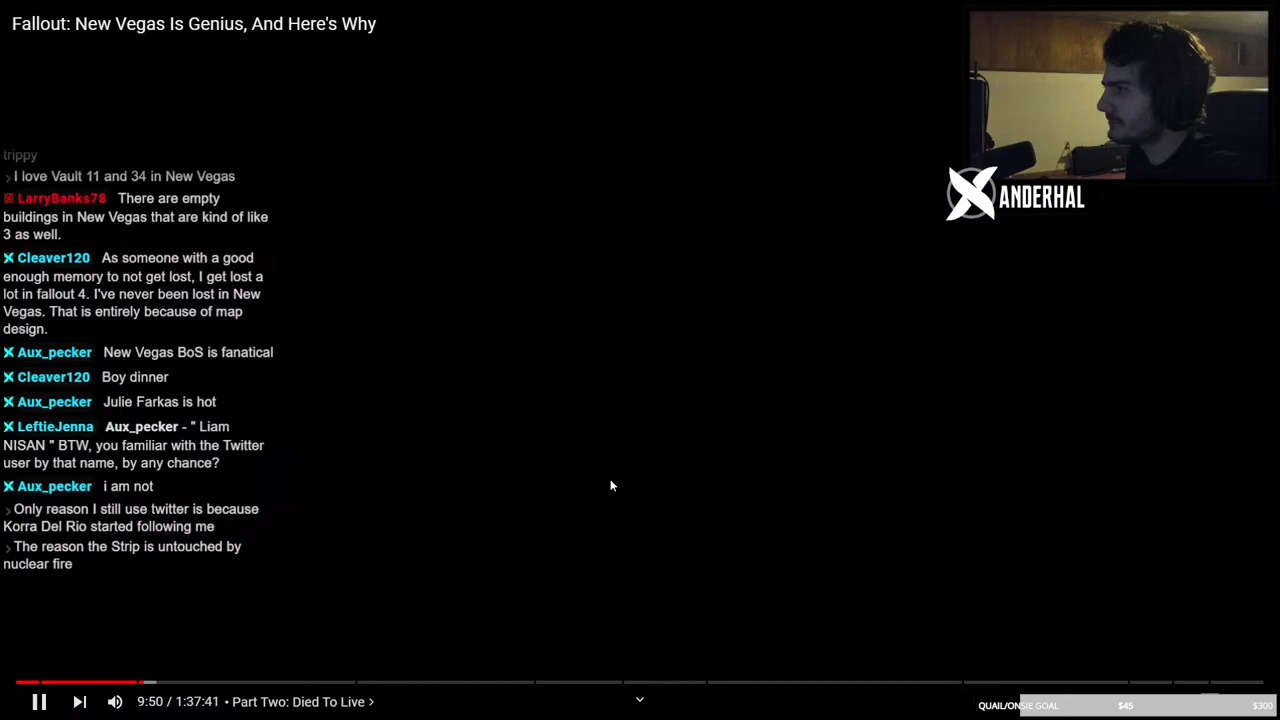 Fallout: New Vegas Is Genius, And Here's Why
ANDERHAL
trippy
I love Vault 11 and 34 in New Vegas
LarryBanks78 There are empty
buildings in New Vegas that are kind of like
3 as well.
Cleaver120 As someone with a good
enough memory to not get lost, I get lost a
lot in fallout 4. I've never been lost in New
Vegas. That is entirely because of map
design.
Aux_pecker New Vegas BoS is fanatical
Cleaver120 Boy dinner
Aux_pecker Julie Farkas is hot
LeftieJenna Aux_pecker - " Liam
NISAN " BTW, you familiar with the Twitter
user by that name, by any chance?
Aux_pecker i am not
Only reason I still use twitter is because
Korra Del Rio started following me
The reason the Strip is untouched by
nuclear fire
9:50 / 1:37:41 • Part Two: Died To Live
QUAIL/ONSIE GOAL $45 $300